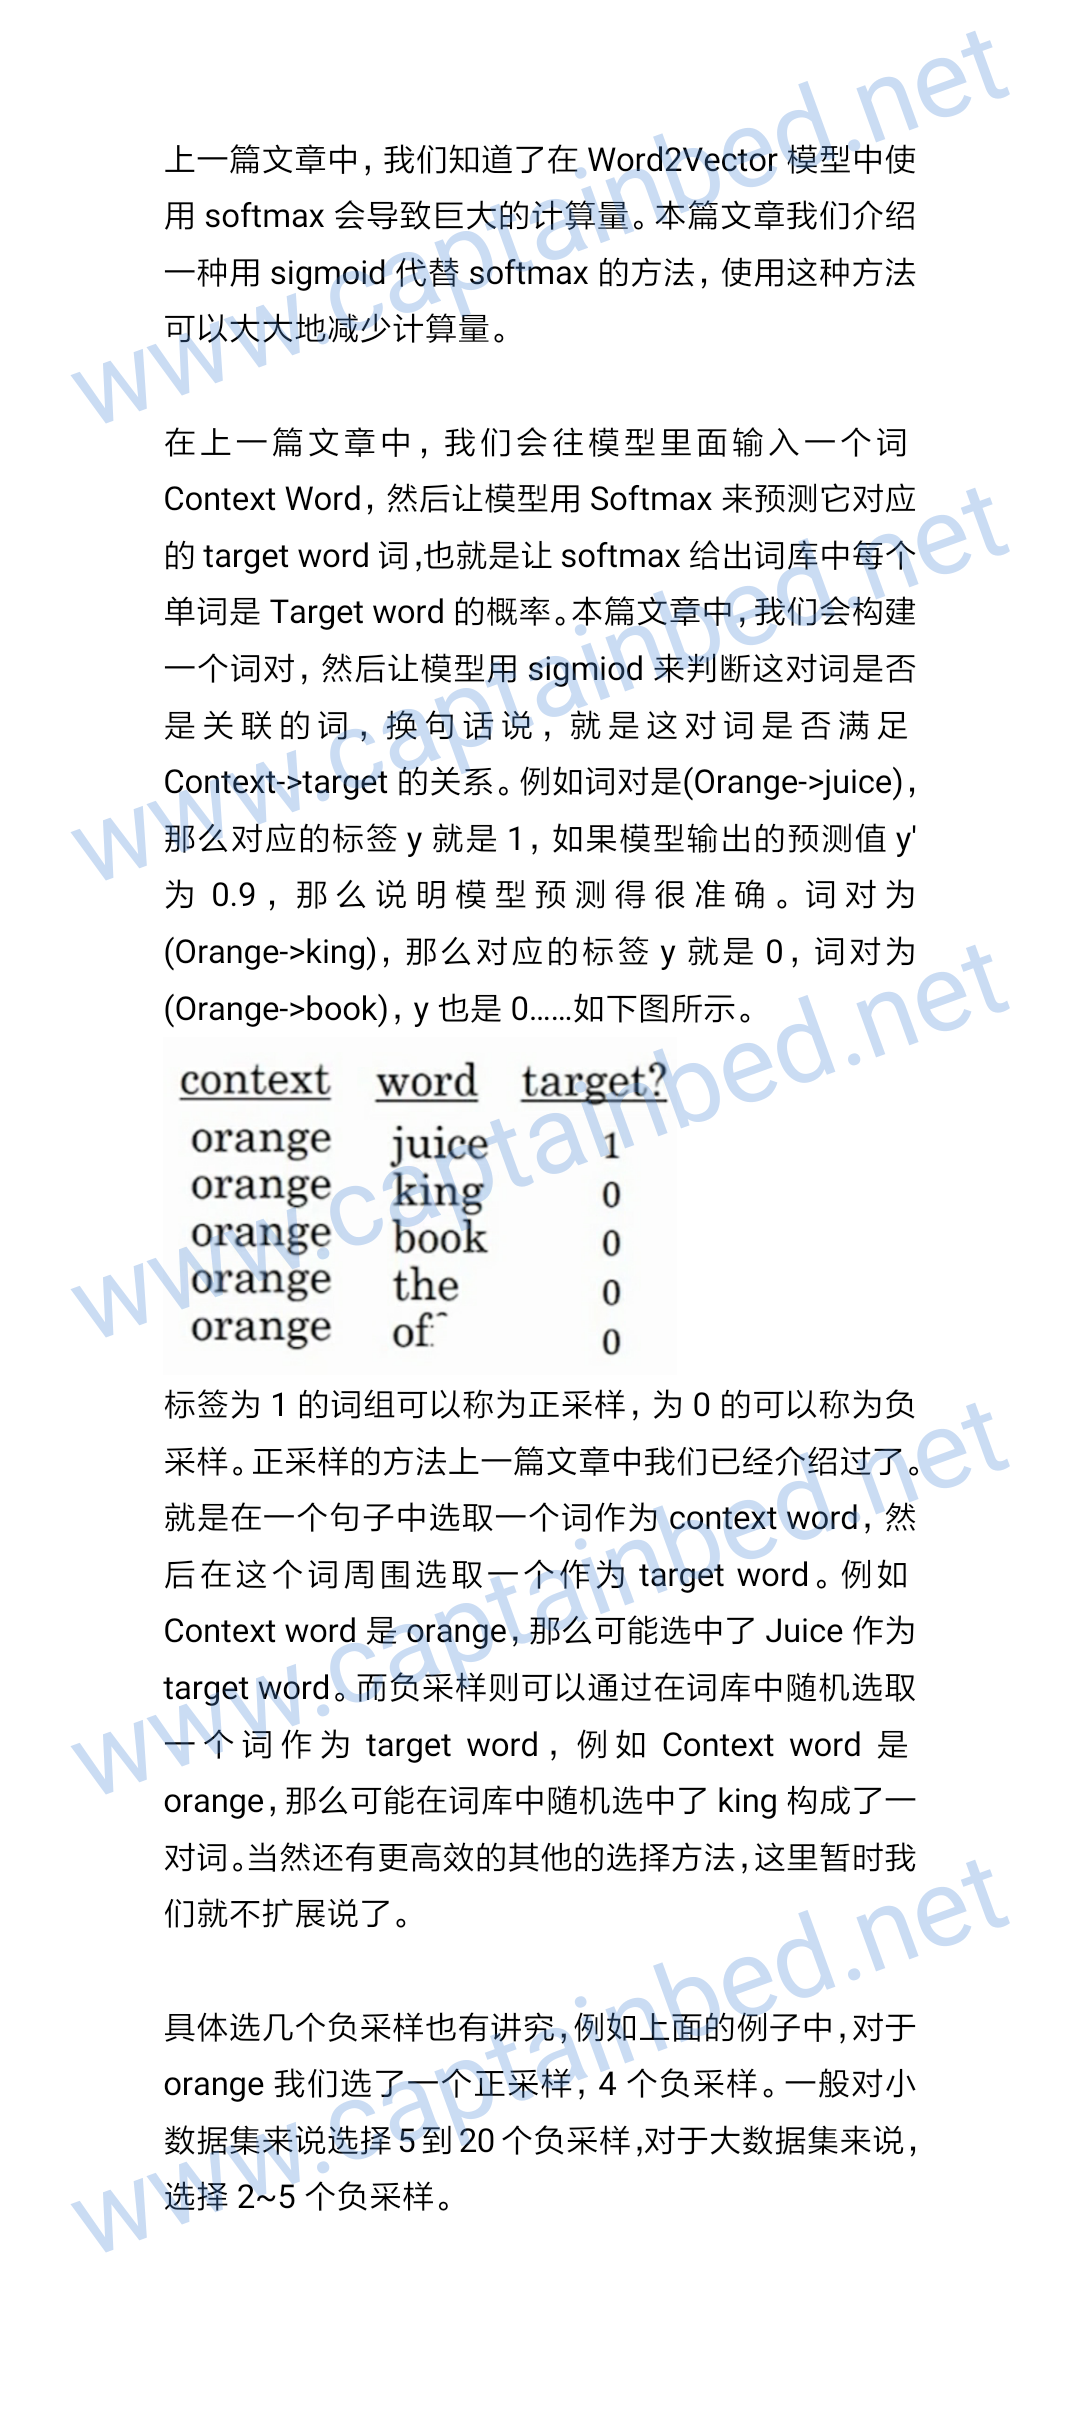 上一篇文章中，我们知道了在 Word2Vector 模型中使
用 softmax 会导致巨大的计算量。本篇文章我们介绍
一种用 sigmoid 代替 softmax 的方法，使用这种方法
可以大大地减少计算量。
在上一篇文章中，我们会往模型里面输入一个词
Context Word，然后让模型用 Softmax 来预测它对应
的 target word 词,也就是让 softmax 给出词库中每个
单词是 Target word 的概率。本篇文章中，我们会构建
一个词对，然后让模型用 sigmiod 来判断这对词是否
是关联的词，换句话说，就是这对词是否满足
Context->target 的关系。例如词对是(Orange->juice)，
那么对应的标签 y 就是 1，如果模型输出的预测值 y'
为 0.9，那么说明模型预测得很准确。词对为
(Orange->king)，那么对应的标签 y 就是 0，词对为
(Orange->book)，y 也是 0……如下图所示。
context word target?
orange juice 1
orange king 0
orange book 0
orange the 0
orange of 0
标签为 1 的词组可以称为正采样，为 0 的可以称为负
采样。正采样的方法上一篇文章中我们已经介绍过了。
就是在一个句子中选取一个词作为 context word，然
后在这个词周围选取一个作为 target word。例如
Context word 是 orange，那么可能选中了 Juice 作为
target word。而负采样则可以通过在词库中随机选取
一个词作为 target word，例如 Context word 是
orange，那么可能在词库中随机选中了 king 构成了一
对词。当然还有更高效的其他的选择方法，这里暂时我
们就不扩展说了。
具体选几个负采样也有讲究，例如上面的例子中，对于
orange 我们选了一个正采样，4 个负采样。一般对小
数据集来说选择 5 到 20 个负采样,对于大数据集来说，
选择 2~5 个负采样。
www.captainbed.net
www.captainbed.net
www.captainbed.net
www.captainbed.net
www.captainbed.net